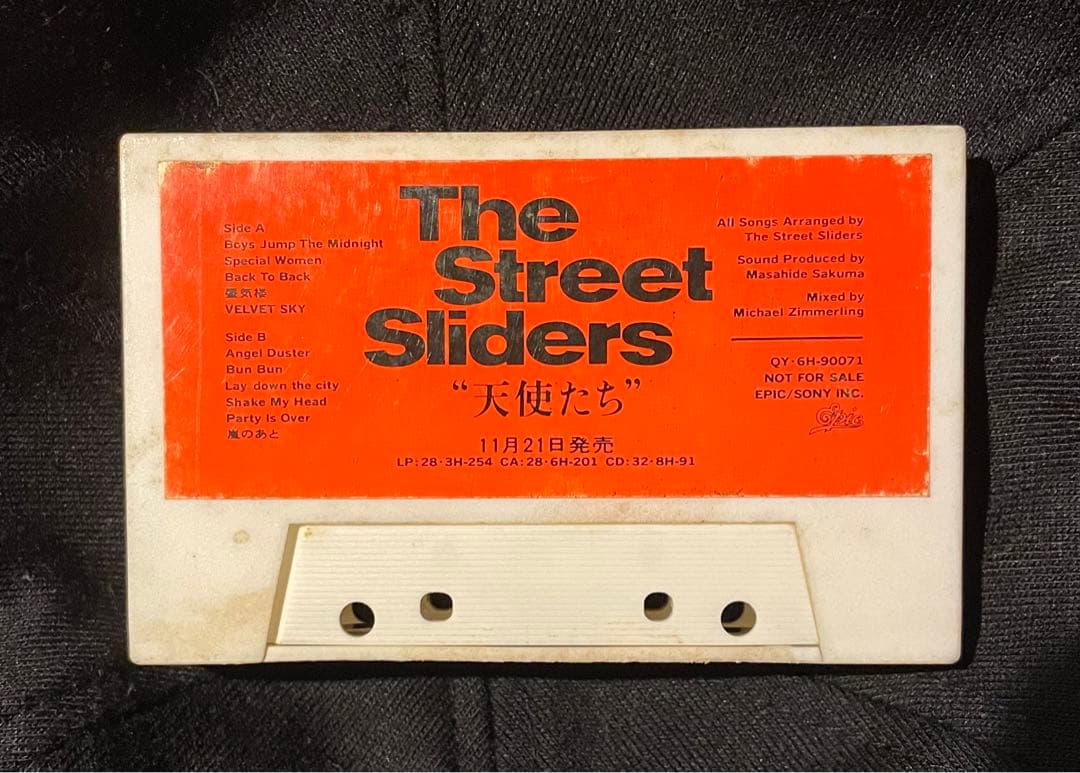 The
Street
Sliders
“天使たち”
11月21日発売
LP:28・3H-254 CA:28・6H-201 CD:32・8H-91
Side A
Boys Jump The Midnight
Special Women
Back To Back
蜃気楼
VELVET SKY
Side B
Angel Duster
Bun Bun
Lay down the city
Shake My Head
Party Is Over
嵐のあと
All Songs Arranged by
The Street Sliders
Sound Produced by
Masahide Sakuma
Mixed by
Michael Zimmerling
QY・6H-90071
NOT FOR SALE
EPIC/SONY INC.
Epic